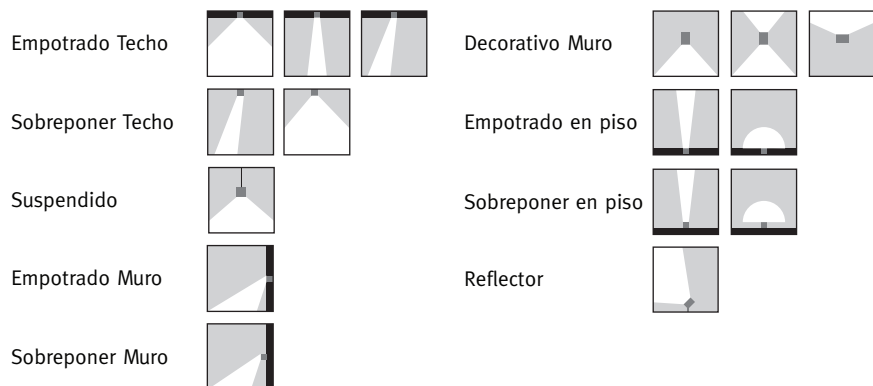 Empotrado Techo
Sobreponer Techo
Suspendido
Empotrado Muro
Sobreponer Muro
Decorativo Muro
Empotrado en piso
Sobreponer en piso
Reflector